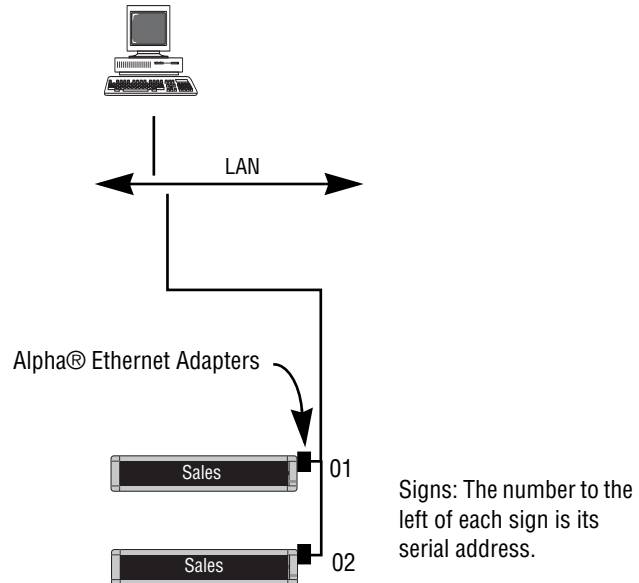 LAN
Alpha® Ethernet Adapters
Sales
01
Signs: The number to the
left of each sign is its
serial address.
Sales
02